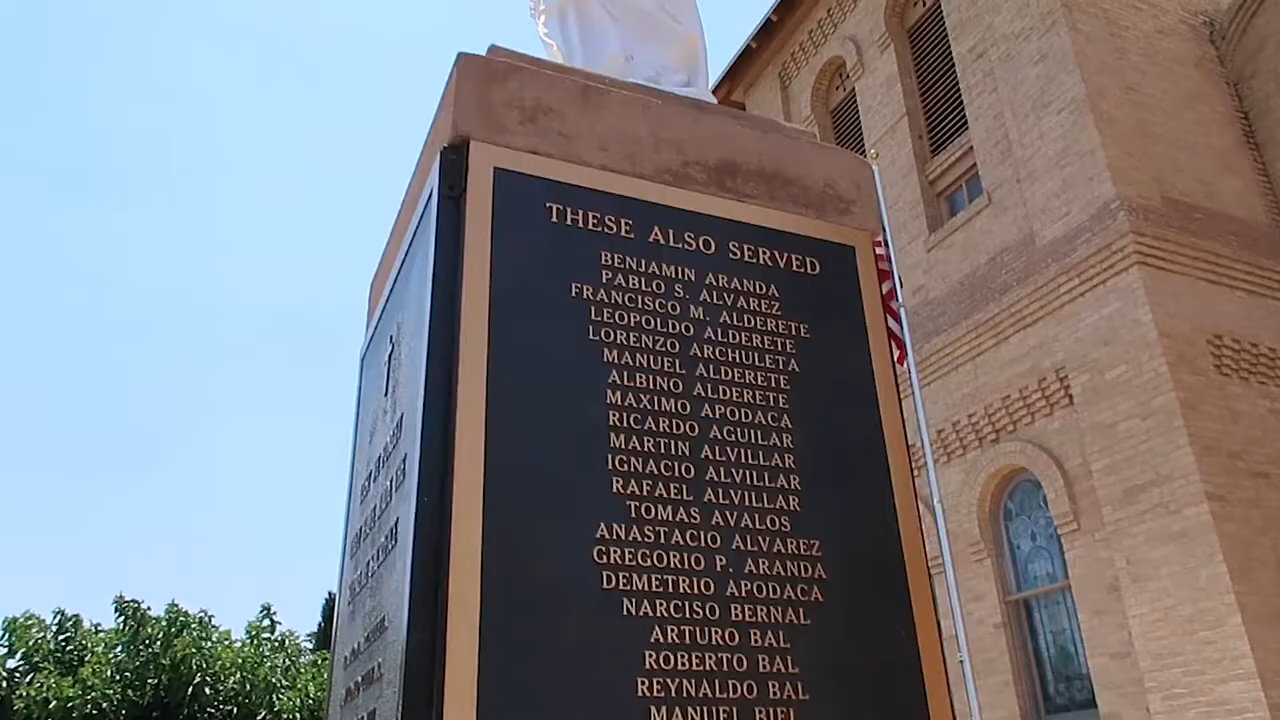 THESE ALSO SERVED
BENJAMIN ARANDA
PABLO S. ALVAREZ
FRANCISCO M. ALDERETE
LEOPOLDO ALDERETE
LORENZO ARCHULETA
MANUEL ALDERETE
ALBINO ALDERETE
MAXIMO APODACA
RICARDO AGUILAR
MARTIN ALVILLAR
IGNACIO ALVILLAR
RAFAEL ALVILLAR
TOMAS AVALOS
ANASTACIO ALVAREZ
GREGORIO P. ARANDA
DEMETRIO APODACA
NARCISO BERNAL
ARTURO BAL
ROBERTO BAL
REYNALDO BAL
MANUEL BIEL